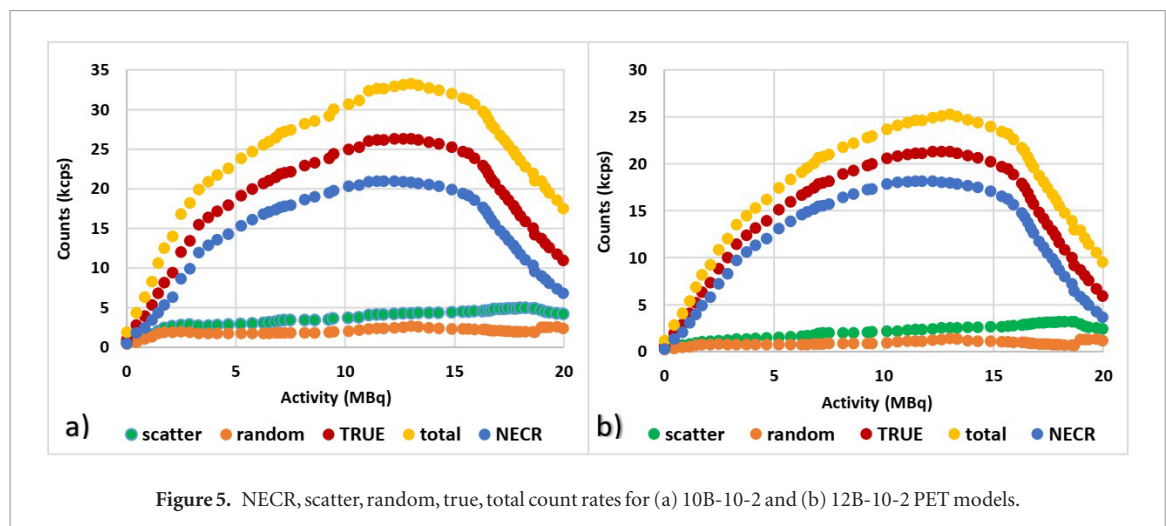 35
30
25
20
15
10
5
0
Counts (kcps)
0 5 10 15 20
Activity (MBq)
a)
scatter random TRUE total NECR
30
25
20
15
10
5
0
Counts (kcps)
0 5 10 15 20
Activity (MBq)
b)
scatter random TRUE total NECR
Figure 5. NECR, scatter, random, true, total count rates for (a) 10B-10-2 and (b) 12B-10-2 PET models.